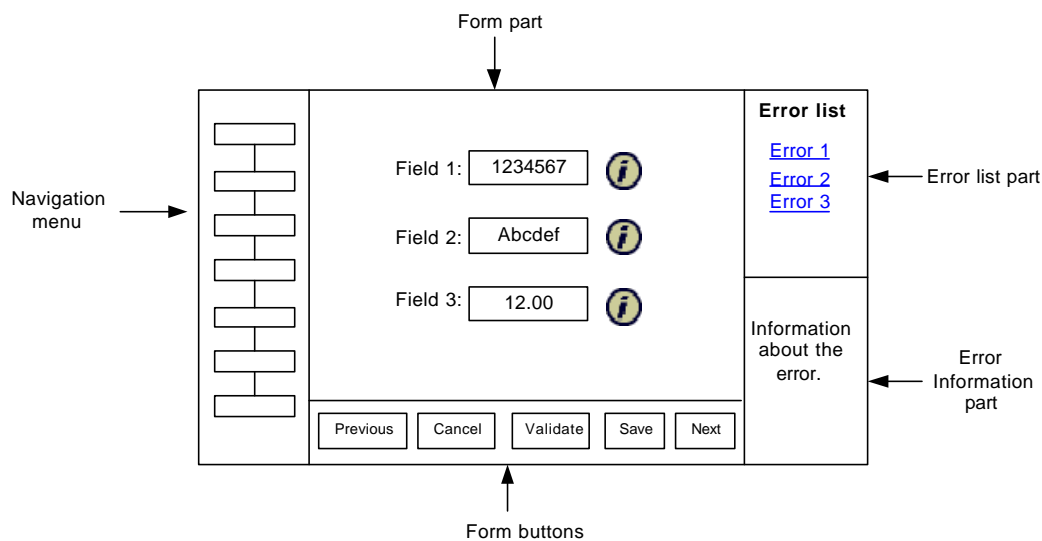 Form part
Navigation
menu
Field 1: 1234567 i
Field 2: Abcdef i
Field 3: 12.00 i
Previous Cancel Validate Save Next
Form buttons
Error list
Error 1
Error 2
Error 3
Error list part
Information
about the
error.
Error
Information
part